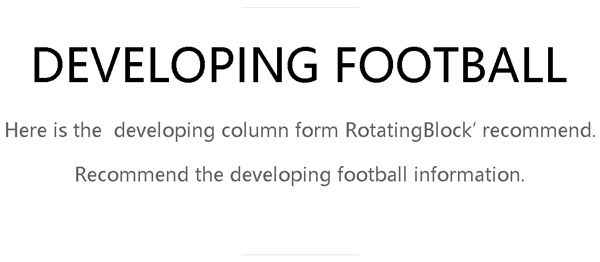 DEVELOPING FOOTBALL
Here is the  developing column form RotatingBlock’ recommend.
Recommend the developing football information.